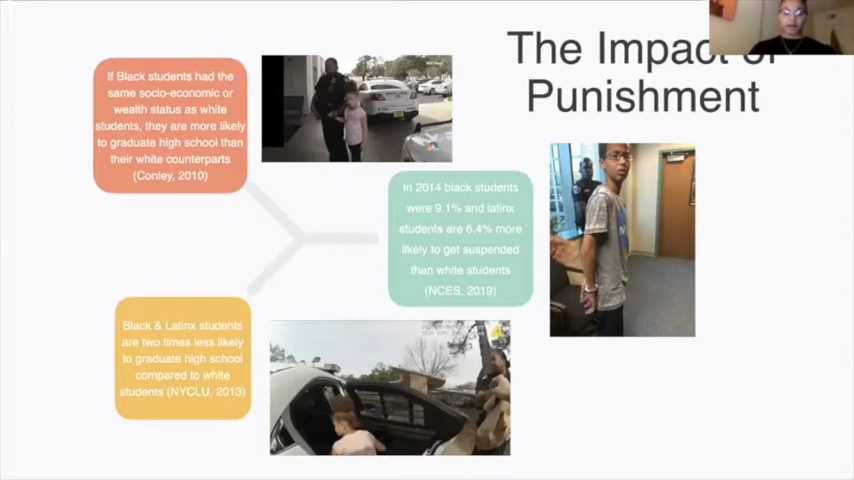 The Impact of
Punishment
If Black students had the
same socio-economic or
wealth status as white
students, they are more likely
to graduate high school than
their white counterparts
(Conley, 2010)
In 2014 black students
were 9.1% and latinx
students are 6.4% more
likely to get suspended
than white students
(NCES, 2019)
Black & Latinx students
are two times less likely
to graduate high school
compared to white
students (NYCLU, 2013)